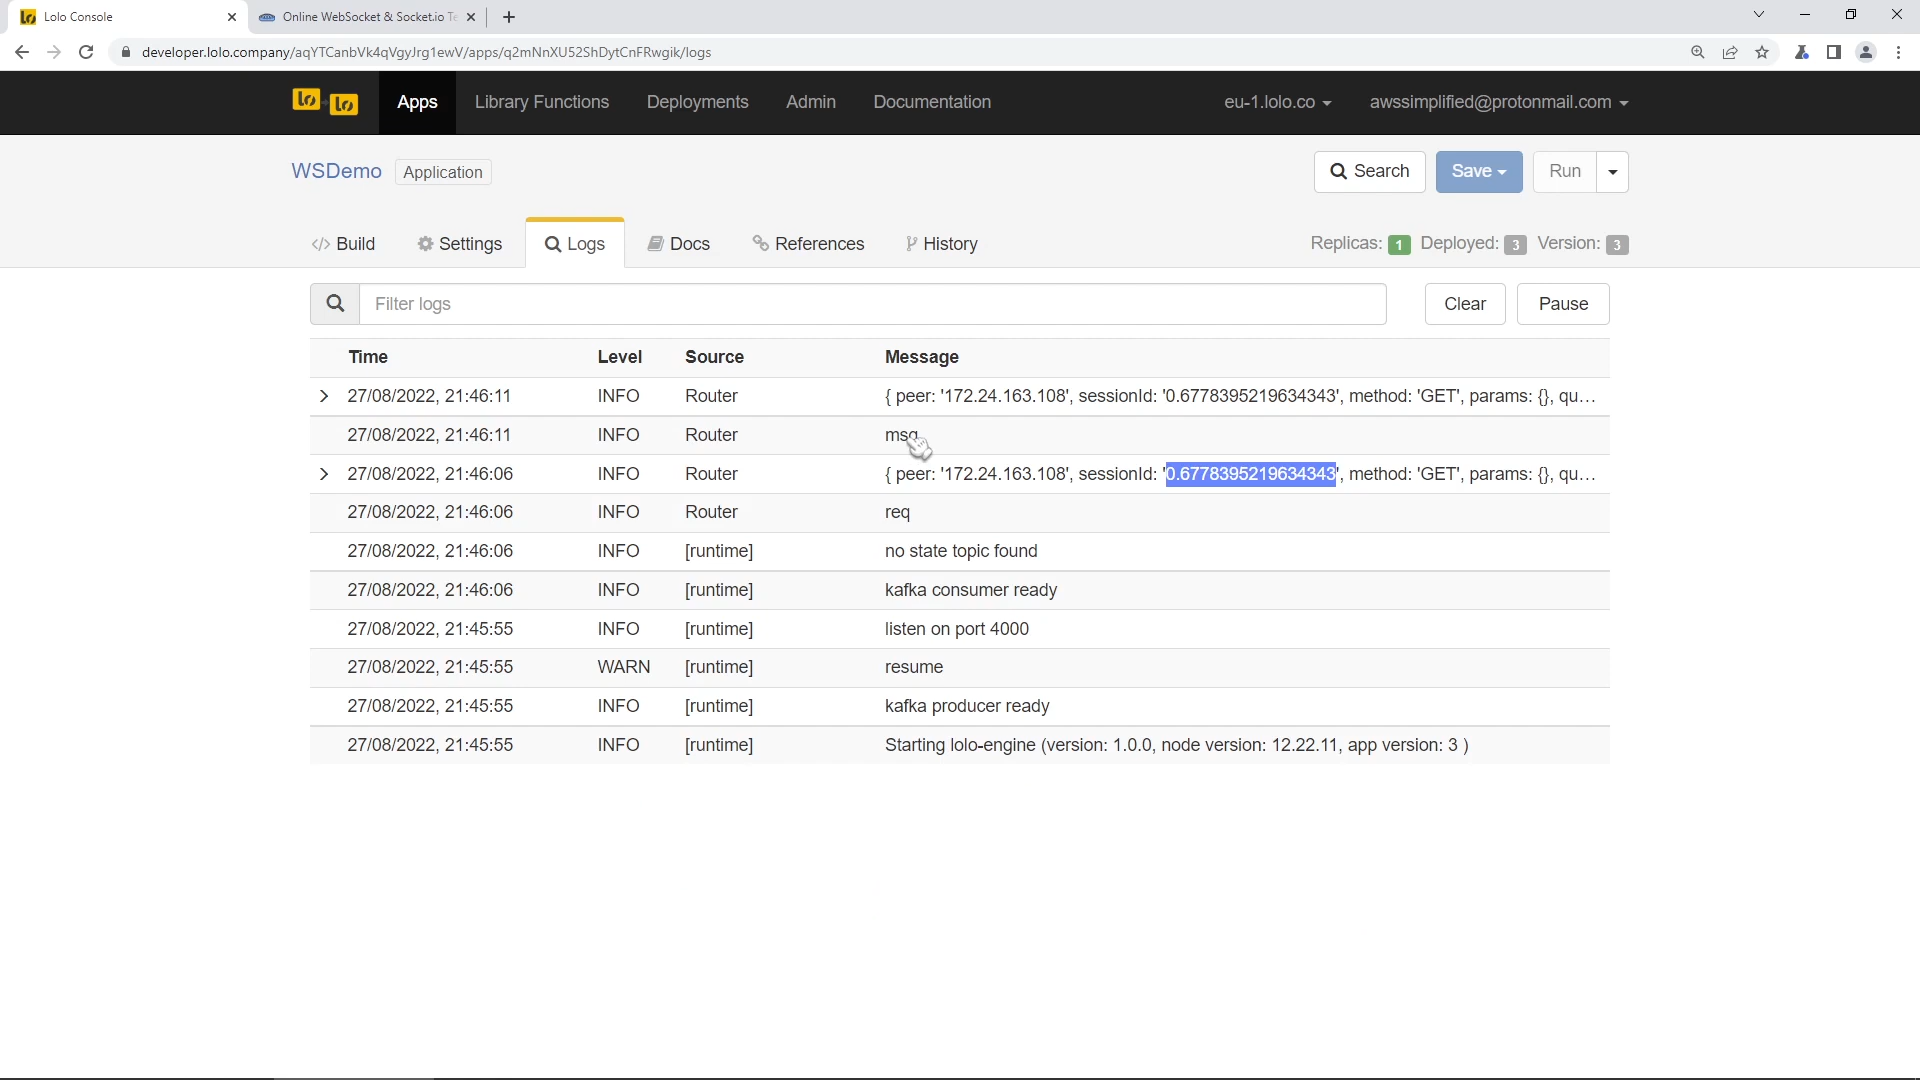 Lolo Console
Online WebSocket & Socket.io Te
developer.lolo.company/aqYTCanbVk4qVgyJrg1ewV/apps/q2mNnXU52ShDytCnFRwgik/logs
lo lo
Apps
Library Functions
Deployments
Admin
Documentation
eu-1.lolo.co
awssimplified@protonmail.com
WSDemo
Application
Search
Save
Run
</> Build
Settings
Logs
Docs
References
History
Replicas: 1 Deployed: 3 Version: 3
Filter logs
Clear
Pause
Time Level Source Message
27/08/2022, 21:46:11 INFO Router { peer: '172.24.163.108', sessionId: '0.6778395219634343', method: 'GET', params: {}, qu...
27/08/2022, 21:46:11 INFO Router msg
27/08/2022, 21:46:06 INFO Router { peer: '172.24.163.108', sessionId: '0.6778395219634343', method: 'GET', params: {}, qu...
27/08/2022, 21:46:06 INFO Router req
27/08/2022, 21:46:06 INFO [runtime] no state topic found
27/08/2022, 21:46:06 INFO [runtime] kafka consumer ready
27/08/2022, 21:45:55 INFO [runtime] listen on port 4000
27/08/2022, 21:45:55 WARN [runtime] resume
27/08/2022, 21:45:55 INFO [runtime] kafka producer ready
27/08/2022, 21:45:55 INFO [runtime] Starting lolo-engine (version: 1.0.0, node version: 12.22.11, app version: 3 )